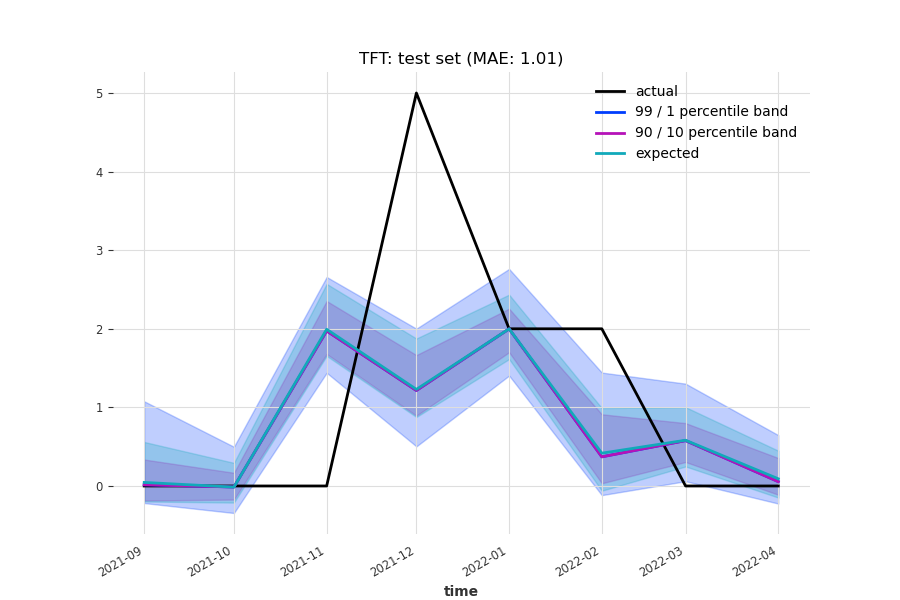 TFT: test set (MAE: 1.01)
actual
99 / 1 percentile band
90 / 10 percentile band
expected
5
4
3
2
1
0
2021-09
2021-10
2021-11
2021-12
2022-01
2022-02
2022-03
2022-04
time